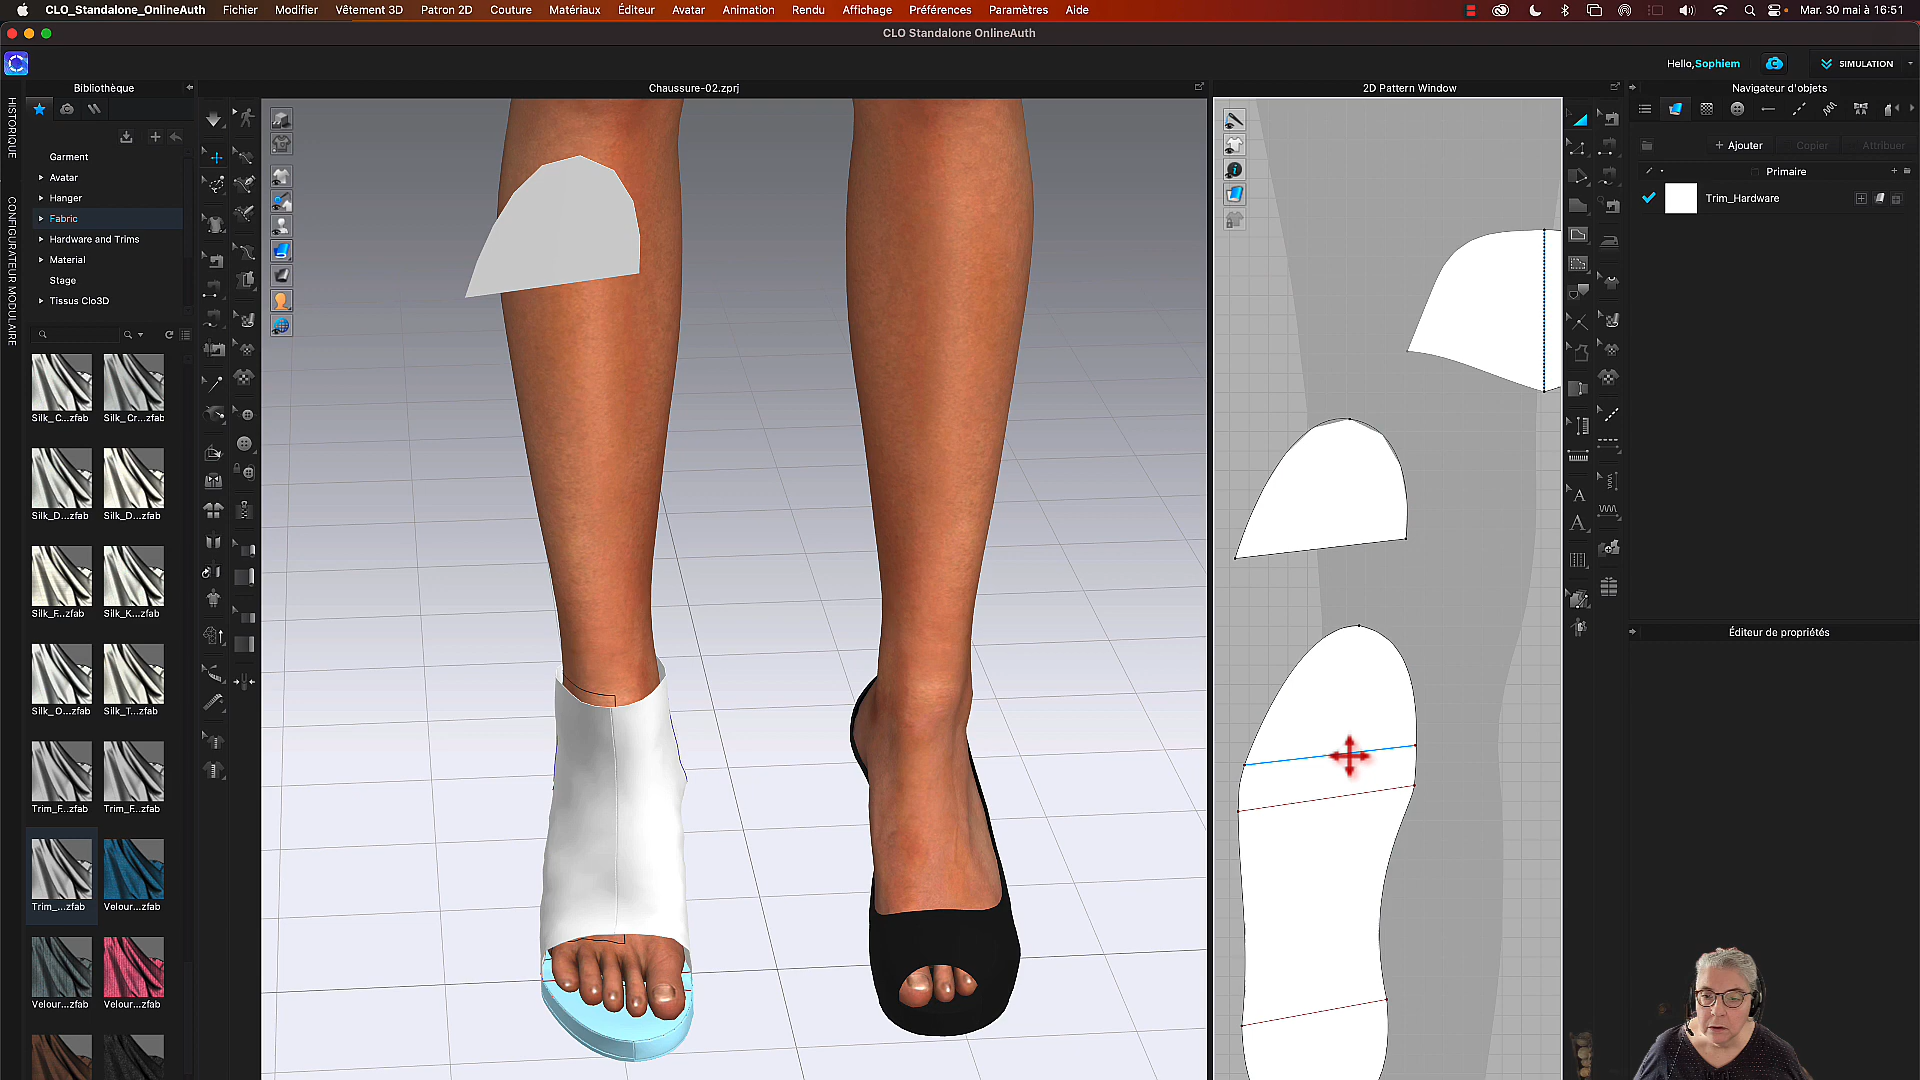 CLO_Standalone_OnlineAuth Fichier Modifier Vêtement 3D Patron 2D Couture Matériaux Éditeur Avatar Animation Rendu Affichage Préférences Paramètres Aide Mar. 30 mai à 16:51
CLO Standalone OnlineAuth
Hello,Sophiem
SIMULATION
Bibliothèque
Chaussure-02.zprj
2D Pattern Window
Navigateur d'objets
HISTORIQUE
CONFIGURATEUR MODULAIRE
Garment
Avatar
Hanger
Fabric
Hardware and Trims
Material
Stage
Tissus Clo3D
+ Ajouter
Copier
Attribuer
Primaire
Trim_Hardware
Éditeur de propriétés
Silk_C...zfab
Silk_Cr...zfab
Silk_D...zfab
Silk_D...zfab
Silk_F...zfab
Silk_K...zfab
Silk_O...zfab
Silk_T...zfab
Trim_F...zfab
Trim_F...zfab
Trim_...zfab
Velour...zfab
Velour...zfab
Velour...zfab